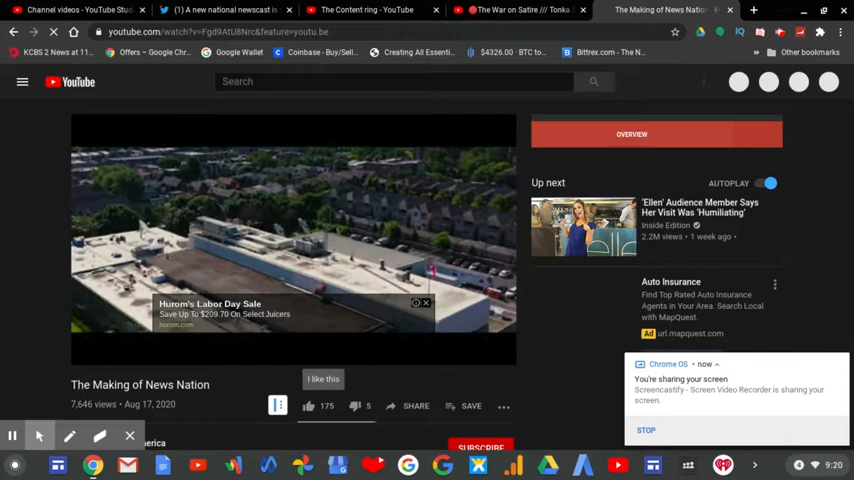 Channel videos - YouTube Stud
(1) A new national newscast is
The Content ring - YouTube
🔴The War on Satire /// Tonka
The Making of News Nation
youtube.com/watch?v=Fgd9AtU8Nrc&feature=youtu.be
KCBS 2 News at 11:...
Offers – Google Chr...
Google Wallet
Coinbase - Buy/Sell...
Creating All Essenti...
$4326.00 · BTC to...
Bittrex.com - The N...
Other bookmarks
YouTube
Search
OVERVIEW
Up next
AUTOPLAY
'Ellen' Audience Member Says
Her Visit Was 'Humiliating'
Inside Edition
2.2M views • 1 week ago •
Auto Insurance
Find Top Rated Auto Insurance
Agents in Your Area. Search Local
with MapQuest.
Ad url.mapquest.com
Hurom's Labor Day Sale
Save Up To $209.70 On Select Juicers
hurom.com
I like this
The Making of News Nation
7,646 views • Aug 17, 2020
175
5
SHARE
SAVE
erica
SUBSCRIBE
Chrome OS • now
You're sharing your screen
Screencastify - Screen Video Recorder is sharing your
screen.
STOP
4
9:20